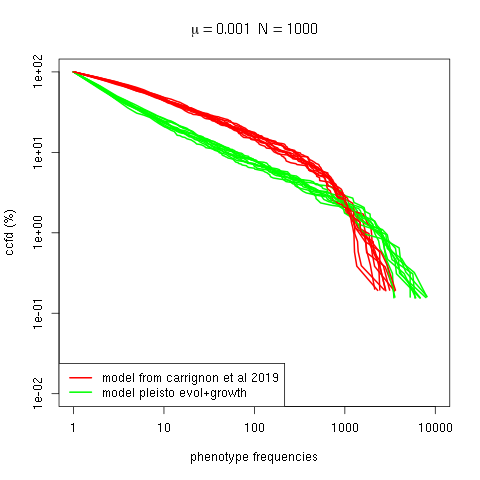 μ = 0.001 N = 1000
ccfd (%)
1e+02
1e+01
1e+00
1e-01
1e-02
model from carrignon et al 2019
model pleisto evol+growth
1 10 100 1000 10000
phenotype frequencies